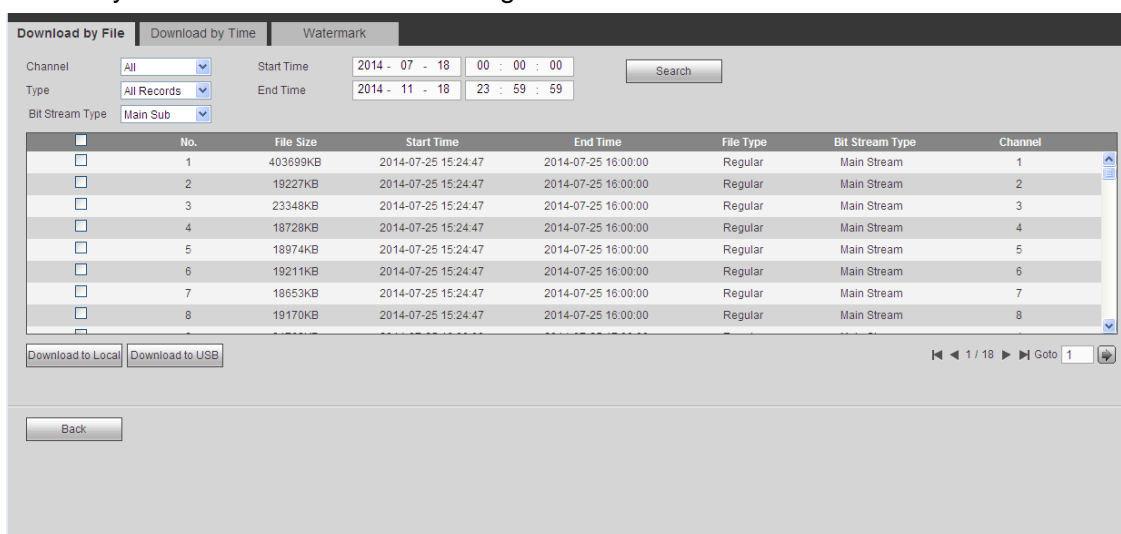 Download by File Download by Time Watermark
Channel All Start Time 2014 - 07 - 18 00 : 00 : 00 Search
Type All Records End Time 2014 - 11 - 18 23 : 59 : 59
Bit Stream Type Main Sub
No. File Size Start Time End Time File Type Bit Stream Type Channel
1 403699KB 2014-07-25 15:24:47 2014-07-25 16:00:00 Regular Main Stream 1
2 19227KB 2014-07-25 15:24:47 2014-07-25 16:00:00 Regular Main Stream 2
3 23348KB 2014-07-25 15:24:47 2014-07-25 16:00:00 Regular Main Stream 3
4 18728KB 2014-07-25 15:24:47 2014-07-25 16:00:00 Regular Main Stream 4
5 18974KB 2014-07-25 15:24:47 2014-07-25 16:00:00 Regular Main Stream 5
6 19211KB 2014-07-25 15:24:47 2014-07-25 16:00:00 Regular Main Stream 6
7 18653KB 2014-07-25 15:24:47 2014-07-25 16:00:00 Regular Main Stream 7
8 19170KB 2014-07-25 15:24:47 2014-07-25 16:00:00 Regular Main Stream 8
Download to Local Download to USB 1 / 18 Goto 1
Back